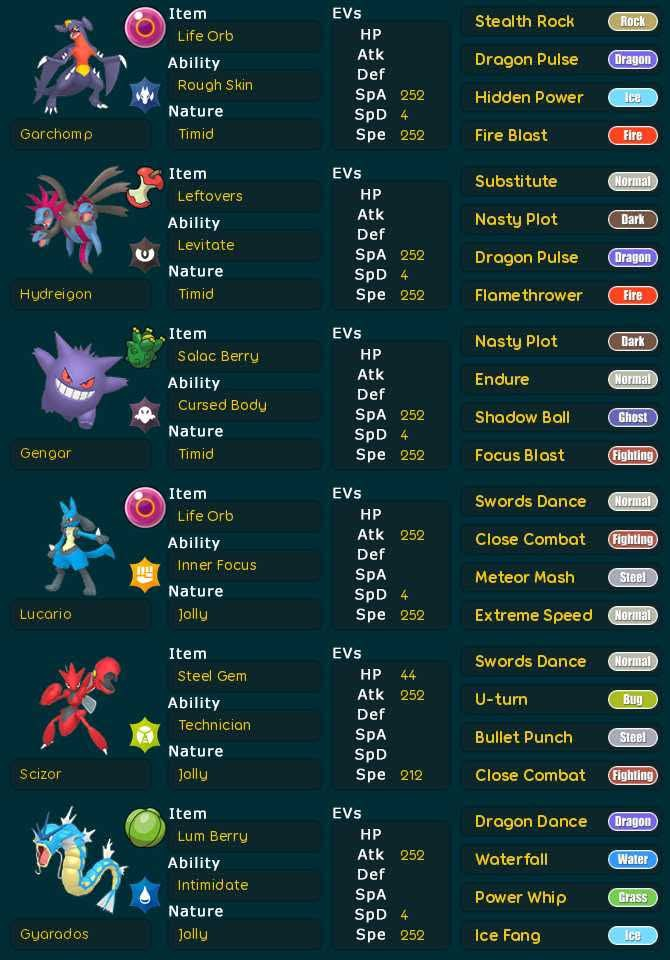 Item
Life Orb
Ability
Rough Skin
Nature
Garchomp Timid
EVs
HP
Atk
Def
SpA 252
SpD 4
Spe 252
Stealth Rock Rock
Dragon Pulse Dragon
Hidden Power Ice
Fire Blast Fire
Item
Leftovers
Ability
Levitate
Nature
Hydreigon Timid
EVs
HP
Atk
Def
SpA 252
SpD 4
Spe 252
Substitute Normal
Nasty Plot Dark
Dragon Pulse Dragon
Flamethrower Fire
Item
Salac Berry
Ability
Cursed Body
Nature
Gengar Timid
EVs
HP
Atk
Def
SpA 252
SpD 4
Spe 252
Nasty Plot Dark
Endure Normal
Shadow Ball Ghost
Focus Blast Fighting
Item
Life Orb
Ability
Inner Focus
Nature
Lucario Jolly
EVs
HP
Atk 252
Def
SpA
SpD 4
Spe 252
Swords Dance Normal
Close Combat Fighting
Meteor Mash Steel
Extreme Speed Normal
Item
Steel Gem
Ability
Technician
Nature
Scizor Jolly
EVs
HP 44
Atk 252
Def
SpA
SpD
Spe 212
Swords Dance Normal
U-turn Bug
Bullet Punch Steel
Close Combat Fighting
Item
Lum Berry
Ability
Intimidate
Nature
Gyarados Jolly
EVs
HP
Atk 252
Def
SpA
SpD 4
Spe 252
Dragon Dance Dragon
Waterfall Water
Power Whip Grass
Ice Fang Ice